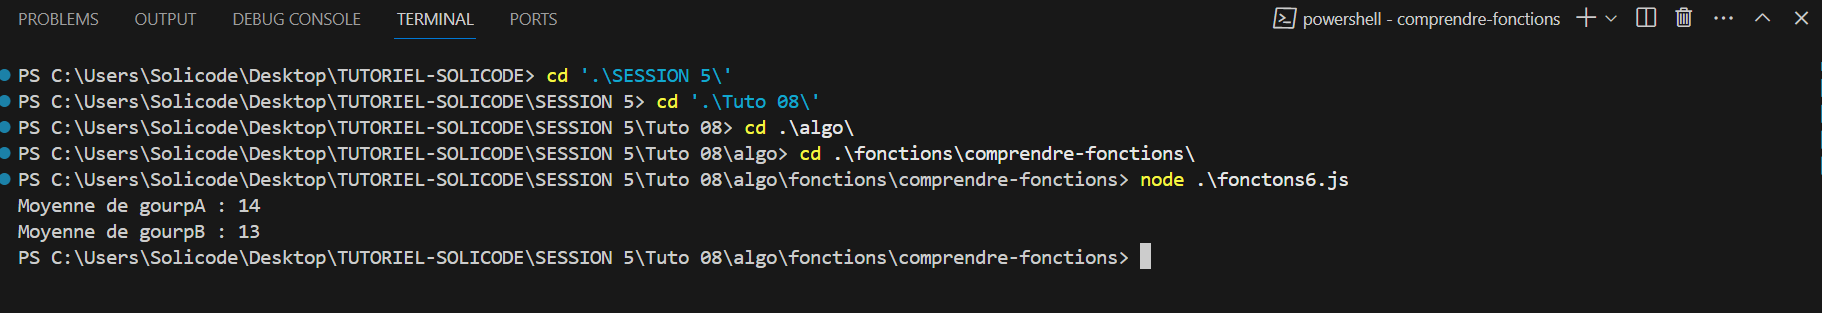 PROBLEMS OUTPUT DEBUG CONSOLE TERMINAL PORTS powershell - comprendre-fonctions
PS C:\Users\Solicode\Desktop\TUTORIEL-SOLICODE> cd '.\SESSION 5\'
PS C:\Users\Solicode\Desktop\TUTORIEL-SOLICODE\SESSION 5> cd '.\Tuto 08\'
PS C:\Users\Solicode\Desktop\TUTORIEL-SOLICODE\SESSION 5\Tuto 08> cd .\algo\
PS C:\Users\Solicode\Desktop\TUTORIEL-SOLICODE\SESSION 5\Tuto 08\algo> cd .\fonctions\comprendre-fonctions\
PS C:\Users\Solicode\Desktop\TUTORIEL-SOLICODE\SESSION 5\Tuto 08\algo\fonctions\comprendre-fonctions> node .\fonctons6.js
Moyenne de gourpA : 14
Moyenne de gourpB : 13
PS C:\Users\Solicode\Desktop\TUTORIEL-SOLICODE\SESSION 5\Tuto 08\algo\fonctions\comprendre-fonctions>